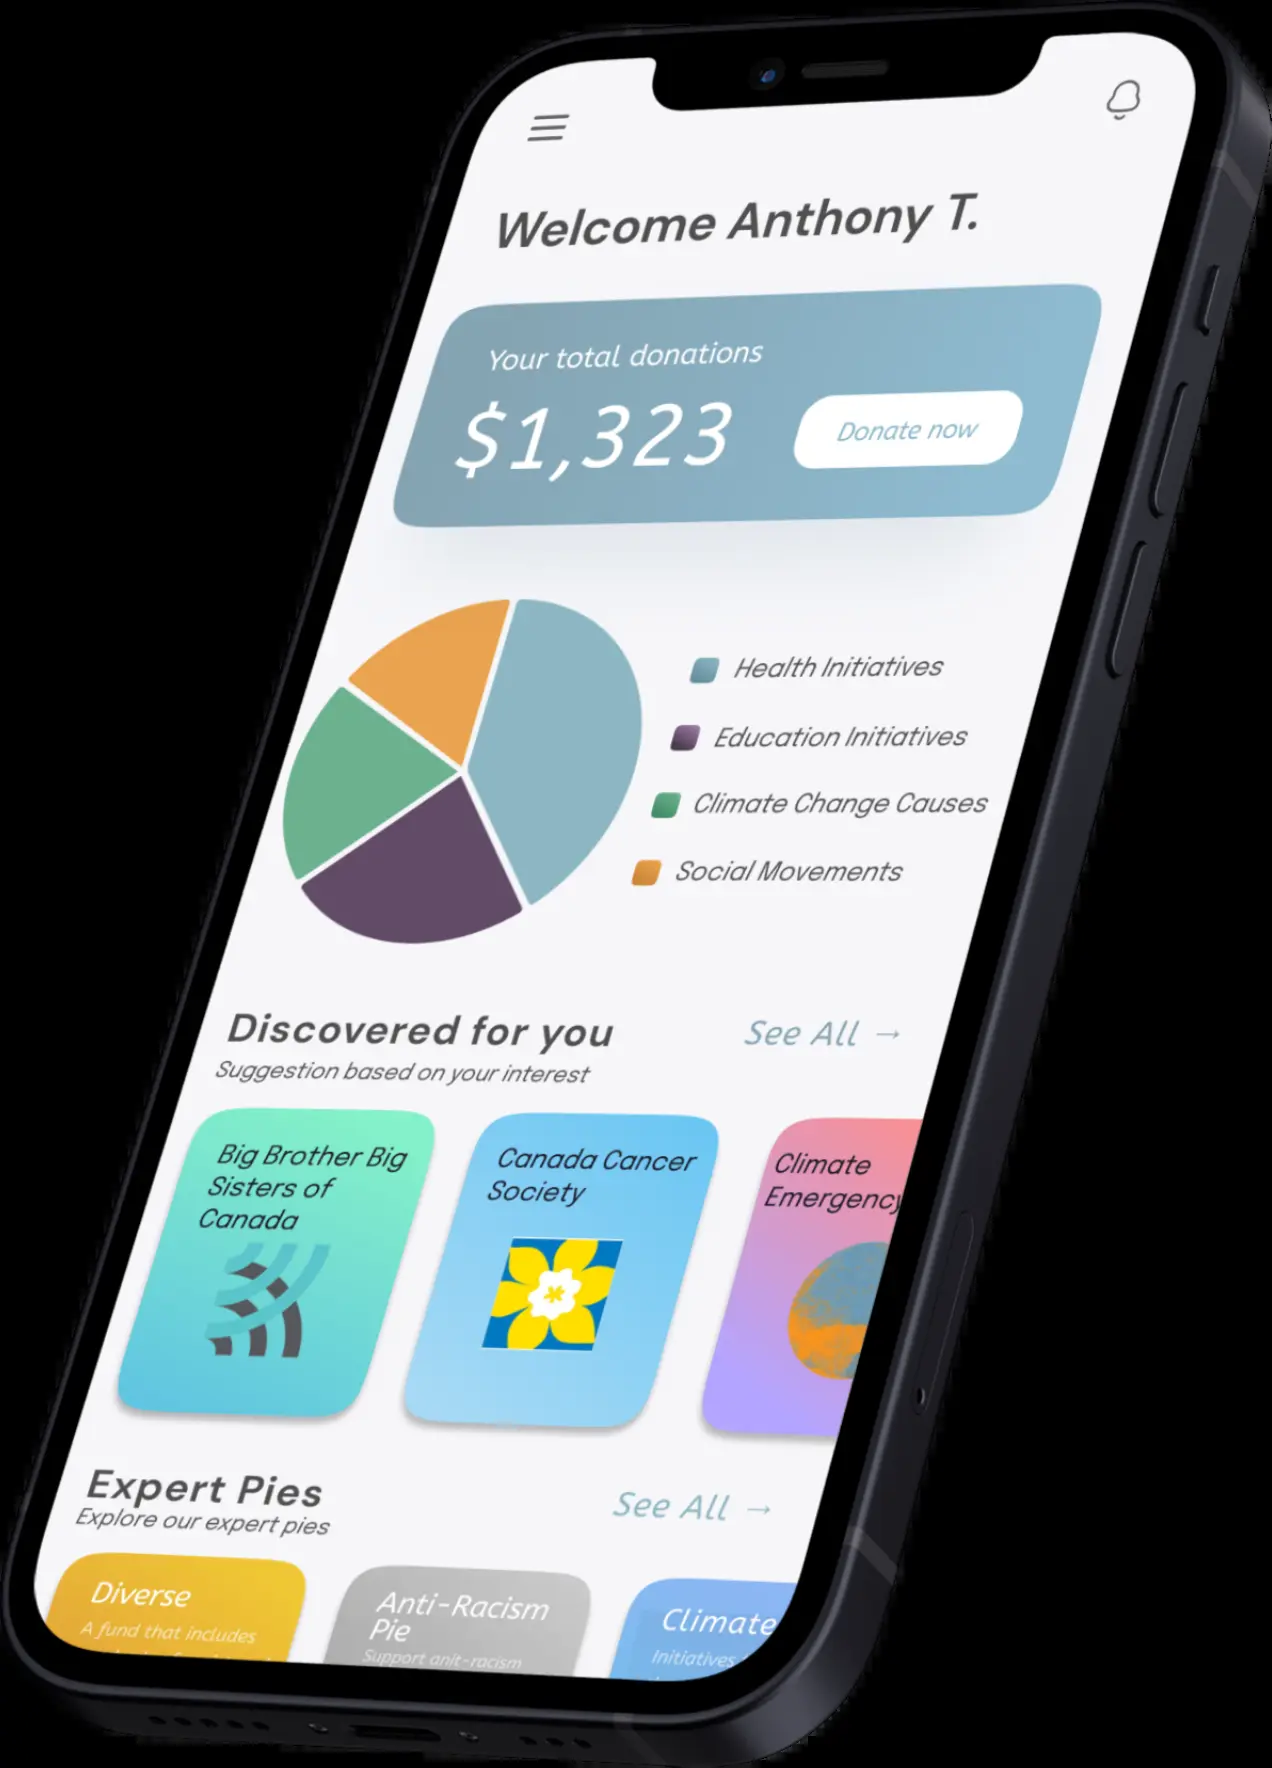 Welcome Anthony T.
Your total donations
$1,323
Donate now
Health Initiatives
Education Initiatives
Climate Change Causes
Social Movements
Discovered for you
See All →
Suggestion based on your interest
Big Brother Big
Sisters of
Canada
Canada Cancer
Society
Climate
Emergency
Expert Pies
See All →
Explore our expert pies
Diverse
A fund that includes
Anti-Racism
Pie
Support anit-racism
Climate
Initiatives